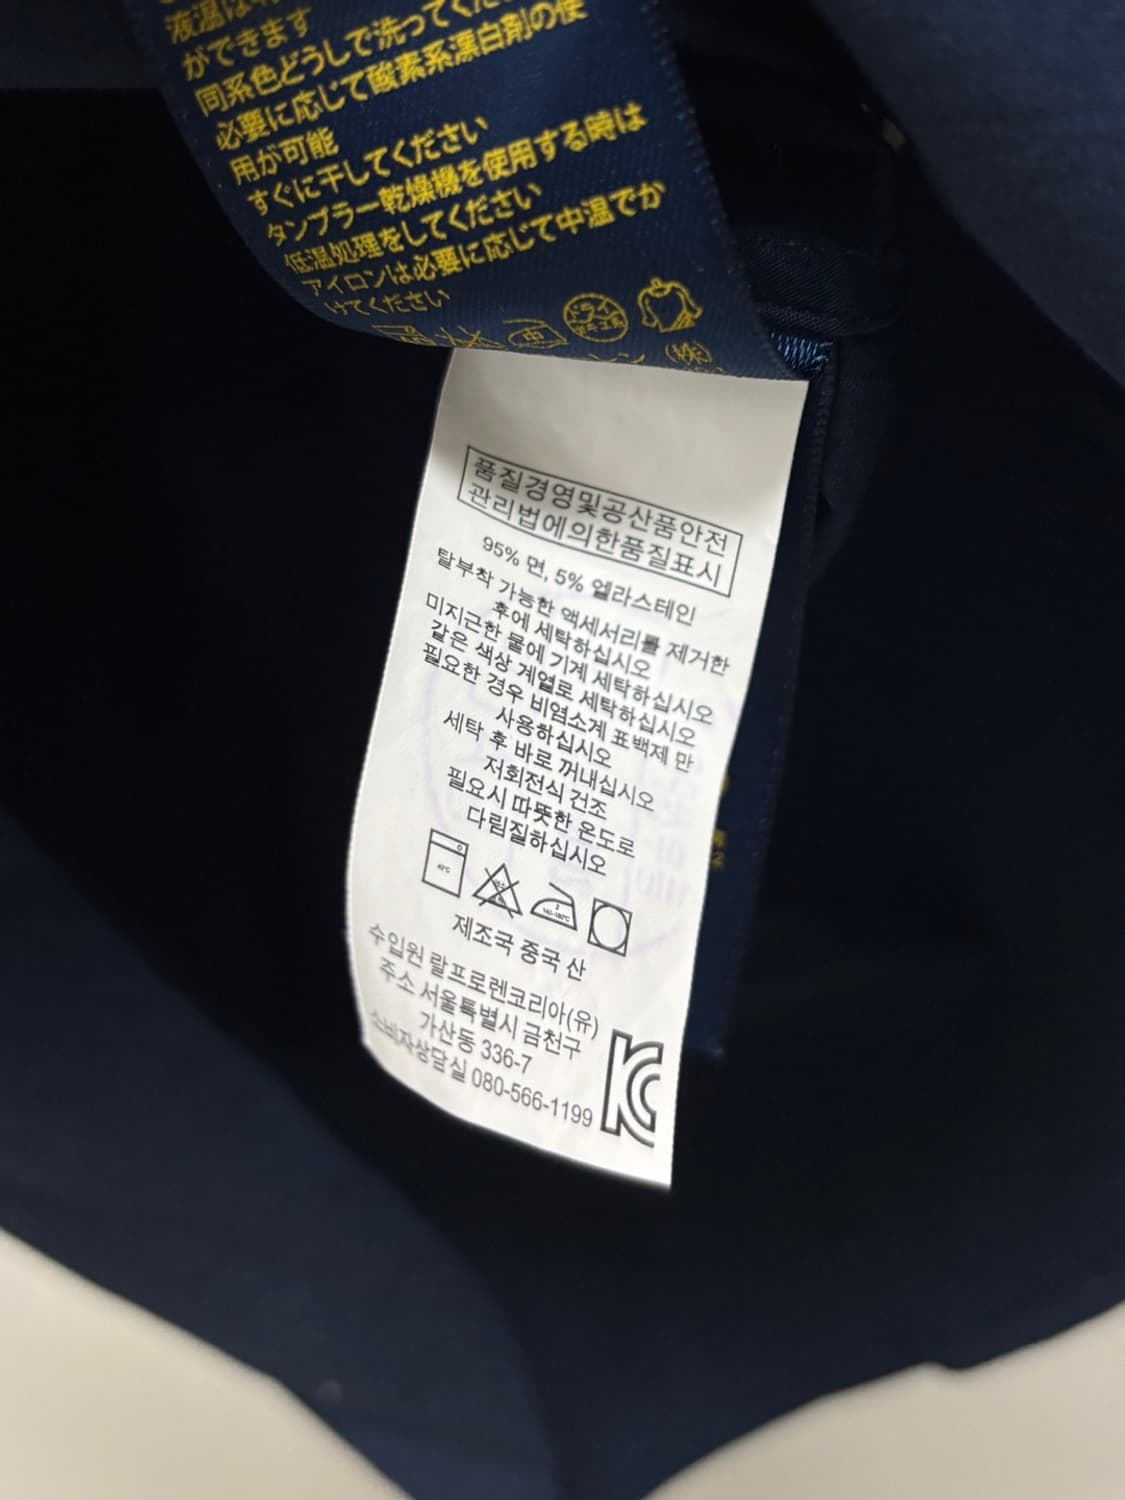 液温は
ができます
同系色どうしで洗ってくだ
必要に応じて酸素系漂白剤の使
用が可能
すぐに干してください
タンブラー乾燥機を使用する時は
低温処理をしてください
アイロンは必要に応じて中温でか
けてください
中
ドライ
レン (株)
품질경영및공산품안전
관리법에의한품질표시
95% 면, 5% 엘라스테인
탈부착 가능한 액세서리를 제거한
후에 세탁하십시오
미지근한 물에 기계 세탁하십시오
같은 색상 계열로 세탁하십시오
필요한 경우 비염소계 표백제 만
사용하십시오
세탁 후 바로 꺼내십시오
저회전식 건조
필요시 따뜻한 온도로
다림질하십시오
40℃
2
140-160℃
제조국 중국 산
수입원 랄프로렌코리아(유)
주소 서울특별시 금천구
가산동 336-7
소비자상담실 080-566-1199
KC